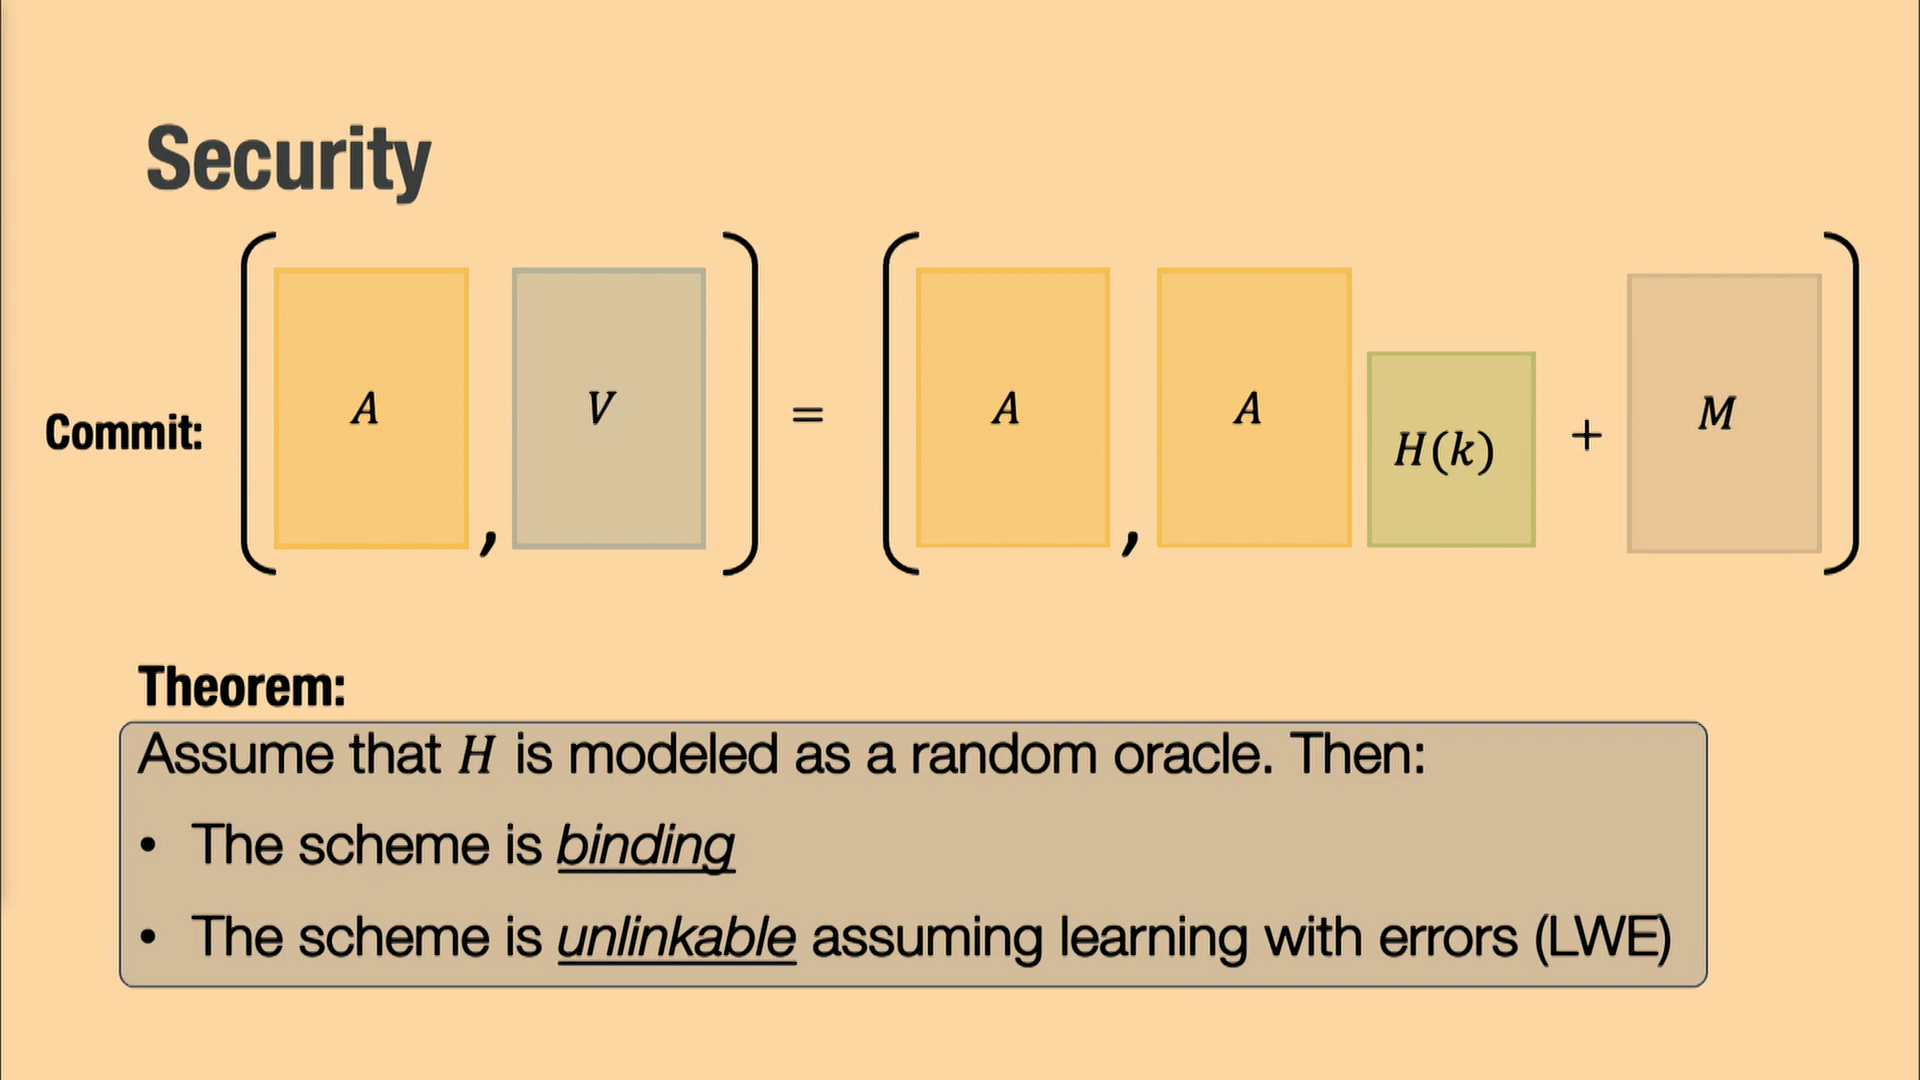 Security
Commit: ( A , V ) = ( A , A H(k) + M )
Theorem:
Assume that H is modeled as a random oracle. Then:
• The scheme is binding
• The scheme is unlinkable assuming learning with errors (LWE)